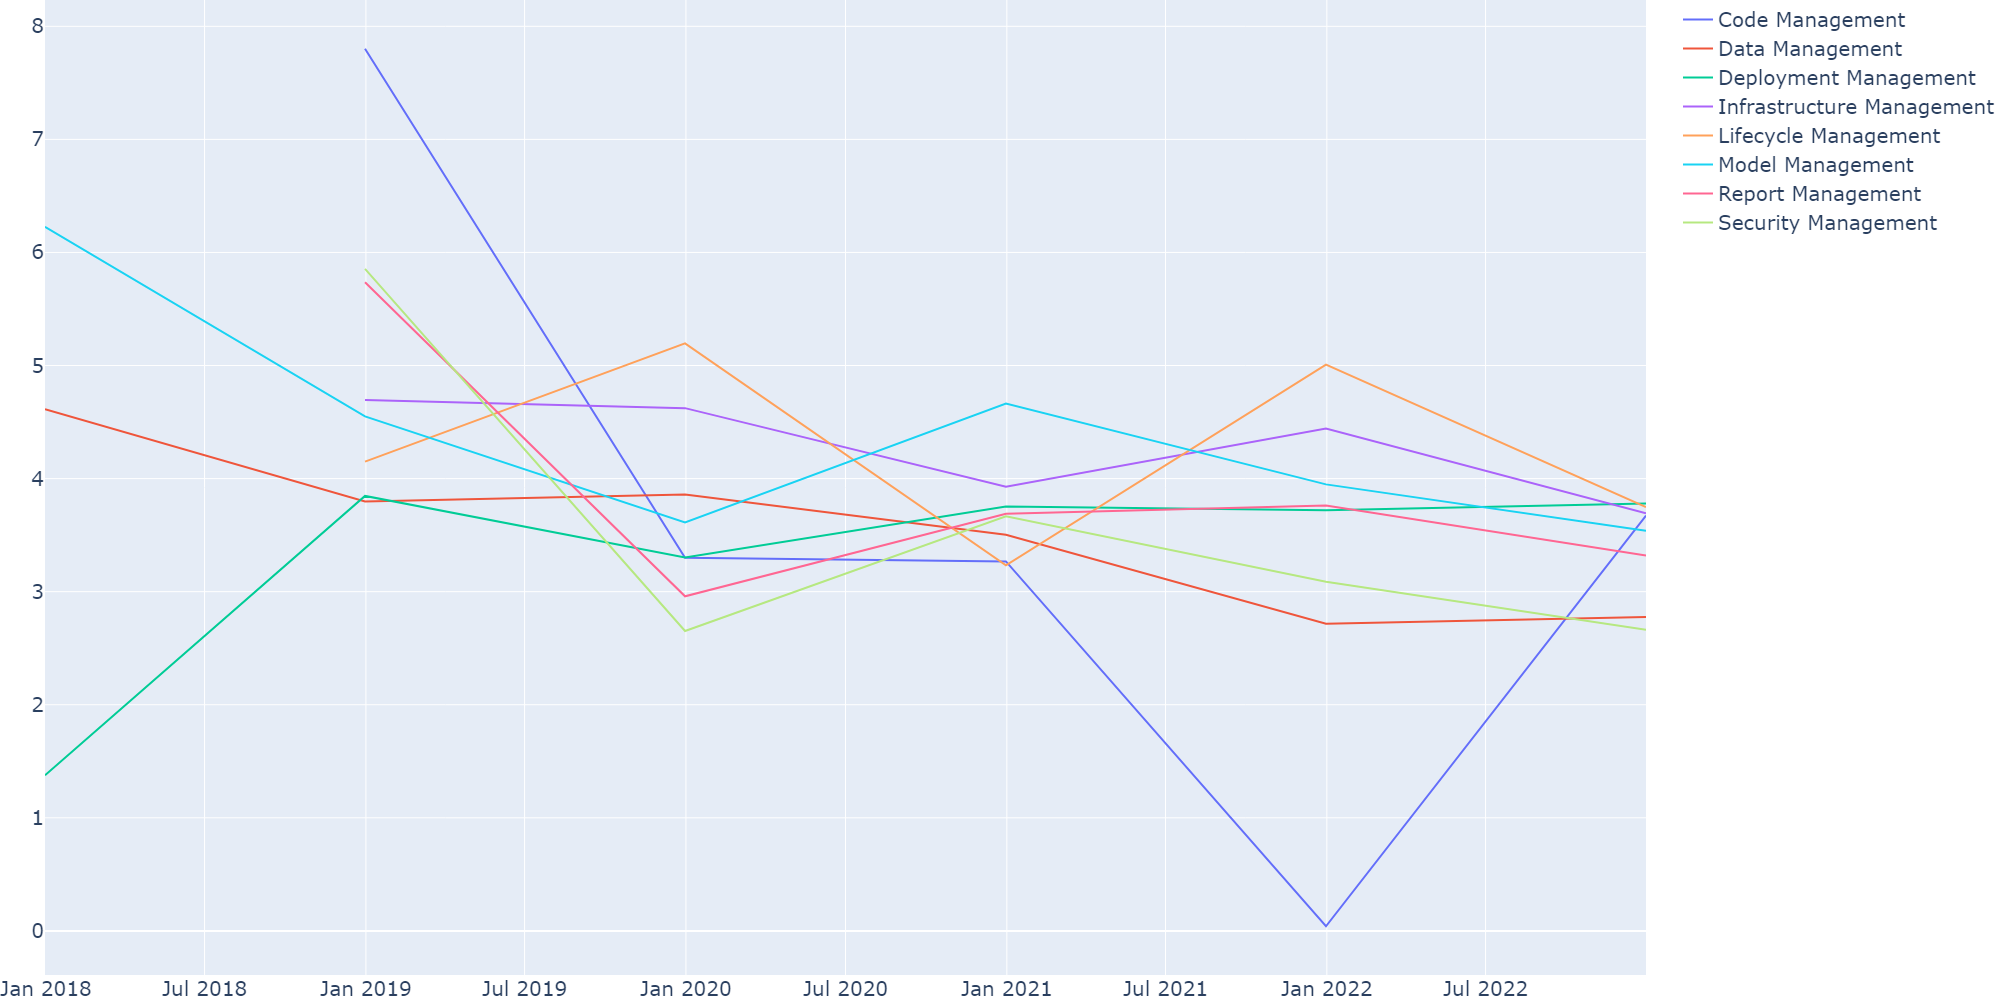 8
7
6
5
4
3
2
1
0
Jan 2018 Jul 2018 Jan 2019 Jul 2019 Jan 2020 Jul 2020 Jan 2021 Jul 2021 Jan 2022 Jul 2022
Code Management
Data Management
Deployment Management
Infrastructure Management
Lifecycle Management
Model Management
Report Management
Security Management